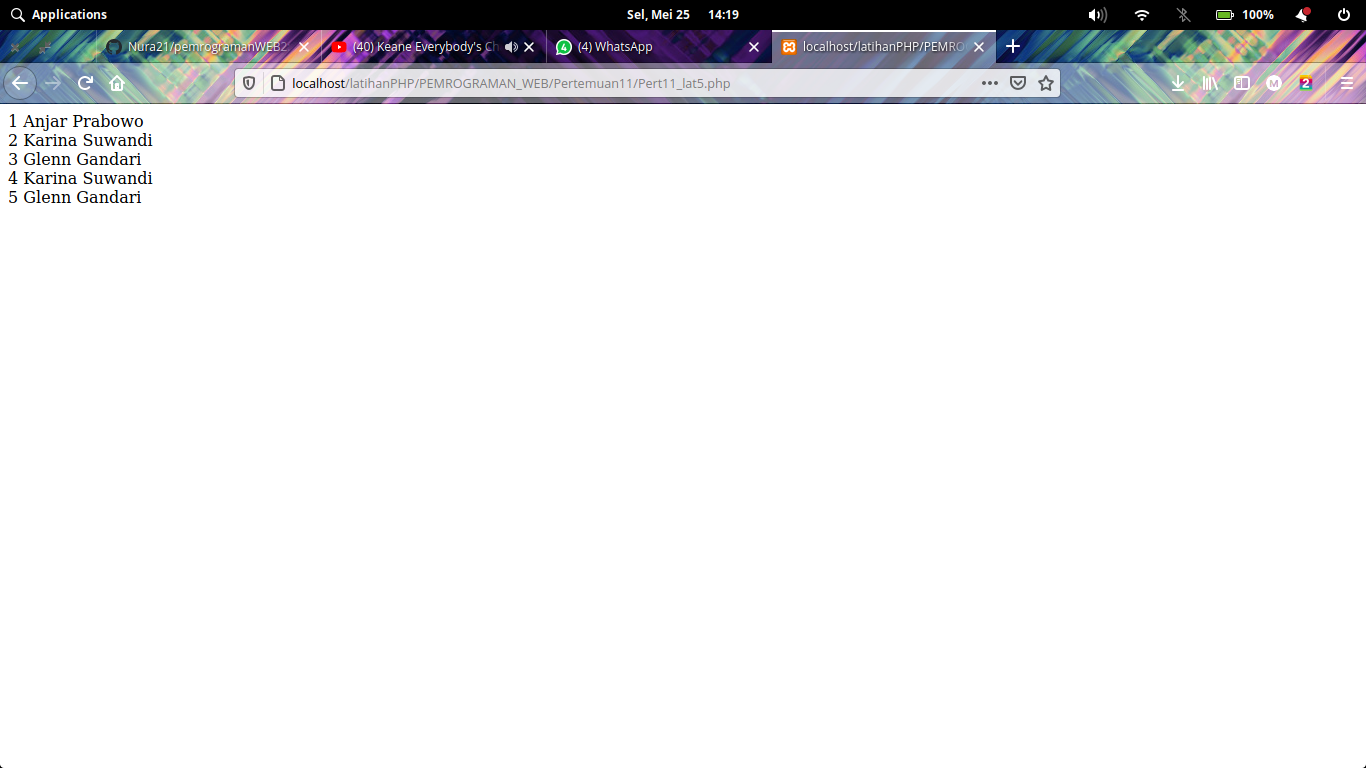 Applications
Sel, Mei 25 14:19
100%
Nura21/pemrogramanWEB2
(40) Keane Everybody's Ch
4
(4) WhatsApp
localhost/latihanPHP/PEMRO
localhost/latihanPHP/PEMROGRAMAN_WEB/Pertemuan11/Pert11_lat5.php
M
2
1 Anjar Prabowo
2 Karina Suwandi
3 Glenn Gandari
4 Karina Suwandi
5 Glenn Gandari